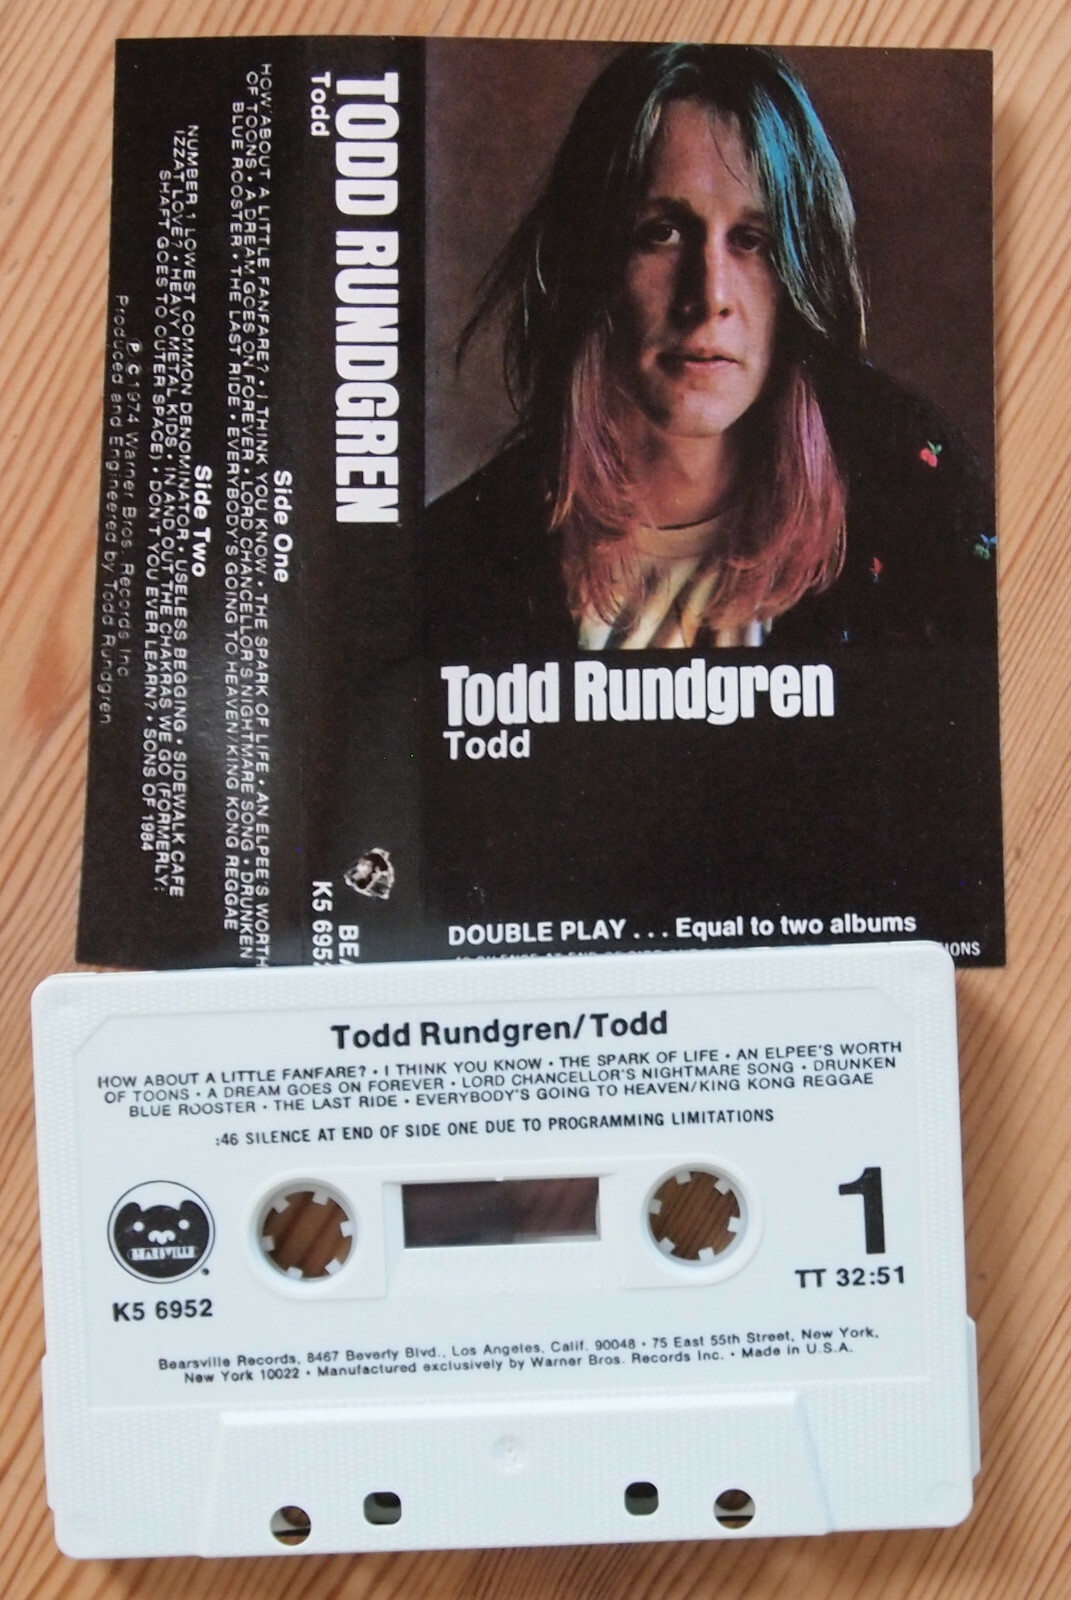 TODD RUNDGREN
Todd
K5 695
Side One
HOW ABOUT A LITTLE FANFARE? • I THINK YOU KNOW • THE SPARK OF LIFE • AN ELPEE'S WORTH
OF TOONS • A DREAM GOES ON FOREVER • LORD CHANCELLOR'S NIGHTMARE SONG • DRUNKEN
BLUE ROOSTER • THE LAST RIDE • EVERYBODY'S GOING TO HEAVEN/KING KONG REGGAE
Side Two
NUMBER 1 LOWEST COMMON DENOMINATOR • USELESS BEGGING • SIDEWALK CAFE
IZZAT LOVE? • HEAVY METAL KIDS • IN AND OUT THE CHAKRAS WE GO (FORMERLY:
SHAFT GOES TO OUTER SPACE) • DON'T YOU EVER LEARN? • SONS OF 1984
℗ © 1974 Warner Bros. Records Inc.
Produced and Engineered by Todd Rundgren
Todd Rundgren
Todd
DOUBLE PLAY... Equal to two albums
Todd Rundgren/Todd
HOW ABOUT A LITTLE FANFARE? • I THINK YOU KNOW • THE SPARK OF LIFE • AN ELPEE'S WORTH
OF TOONS • A DREAM GOES ON FOREVER • LORD CHANCELLOR'S NIGHTMARE SONG • DRUNKEN
BLUE ROOSTER • THE LAST RIDE • EVERYBODY'S GOING TO HEAVEN/KING KONG REGGAE
:46 SILENCE AT END OF SIDE ONE DUE TO PROGRAMMING LIMITATIONS
BEARSVILLE
1
K5 6952
TT 32:51
Bearsville Records, 8467 Beverly Blvd., Los Angeles, Calif. 90048 • 75 East 55th Street, New York,
New York 10022 • Manufactured exclusively by Warner Bros. Records Inc. • Made in U.S.A.